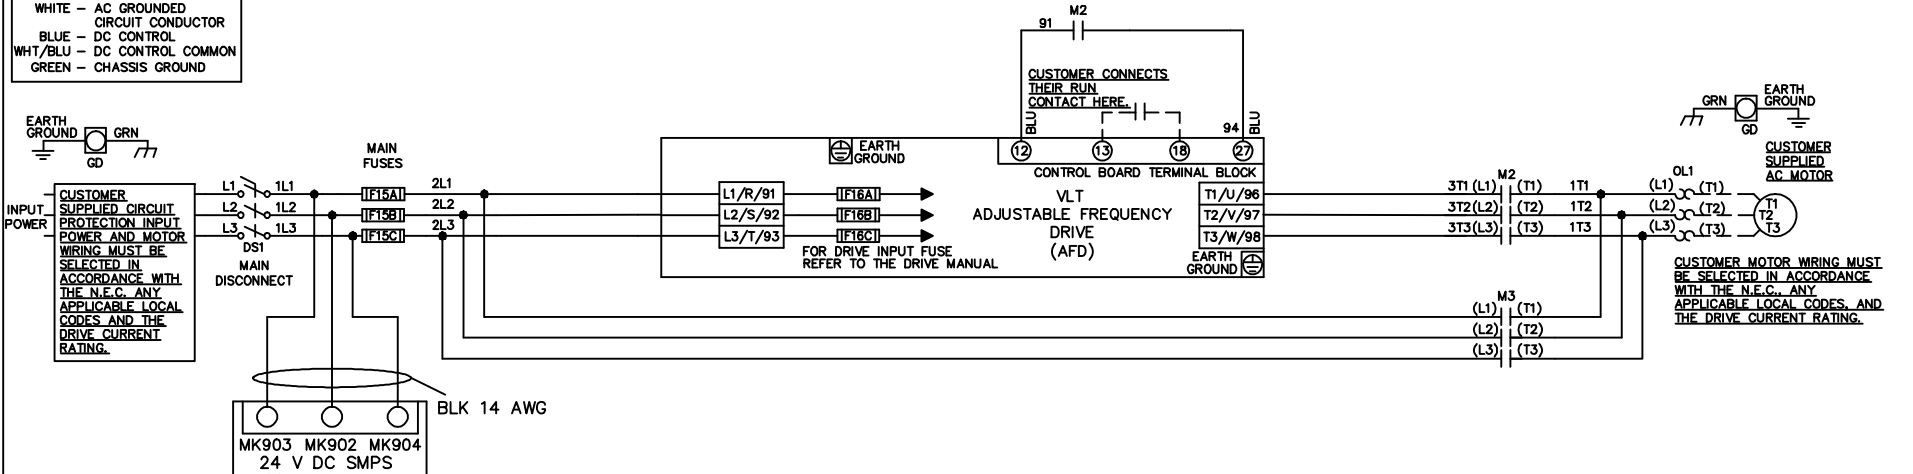 WHITE – AC GROUNDED
CIRCUIT CONDUCTOR
BLUE – DC CONTROL
WHT/BLU – DC CONTROL COMMON
GREEN – CHASSIS GROUND
EARTH
GROUND
GRN
GD
INPUT
POWER
CUSTOMER
SUPPLIED CIRCUIT
PROTECTION INPUT
POWER AND MOTOR
WIRING MUST BE
SELECTED IN
ACCORDANCE WITH
THE N.E.C. ANY
APPLICABLE LOCAL
CODES AND THE
DRIVE CURRENT
RATING.
L1
L2
L3
1L1
1L2
1L3
DS1
MAIN
DISCONNECT
MAIN
FUSES
F15A
F15B
F15C
2L1
2L2
2L3
BLK 14 AWG
MK903 MK902 MK904
24 V DC SMPS
M2
91
CUSTOMER CONNECTS
THEIR RUN
CONTACT HERE.
BLU
94
BLU
12
13
18
27
CONTROL BOARD TERMINAL BLOCK
EARTH
GROUND
L1/R/91
L2/S/92
L3/T/93
F16A
F16B
F16C
FOR DRIVE INPUT FUSE
REFER TO THE DRIVE MANUAL
VLT
ADJUSTABLE FREQUENCY
DRIVE
(AFD)
T1/U/96
T2/V/97
T3/W/98
EARTH
GROUND
M2
3T1 (L1) (T1) 1T1
3T2(L2) (T2) 1T2
3T3(L3) (T3) 1T3
M3
(L1) (T1)
(L2) (T2)
(L3) (T3)
GRN
GD
EARTH
GROUND
CUSTOMER
SUPPLIED
AC MOTOR
OL1
(L1) (T1)
(L2) (T2)
(L3) (T3)
T1
T2
T3
CUSTOMER MOTOR WIRING MUST
BE SELECTED IN ACCORDANCE
WITH THE N.E.C., ANY
APPLICABLE LOCAL CODES, AND
THE DRIVE CURRENT RATING.